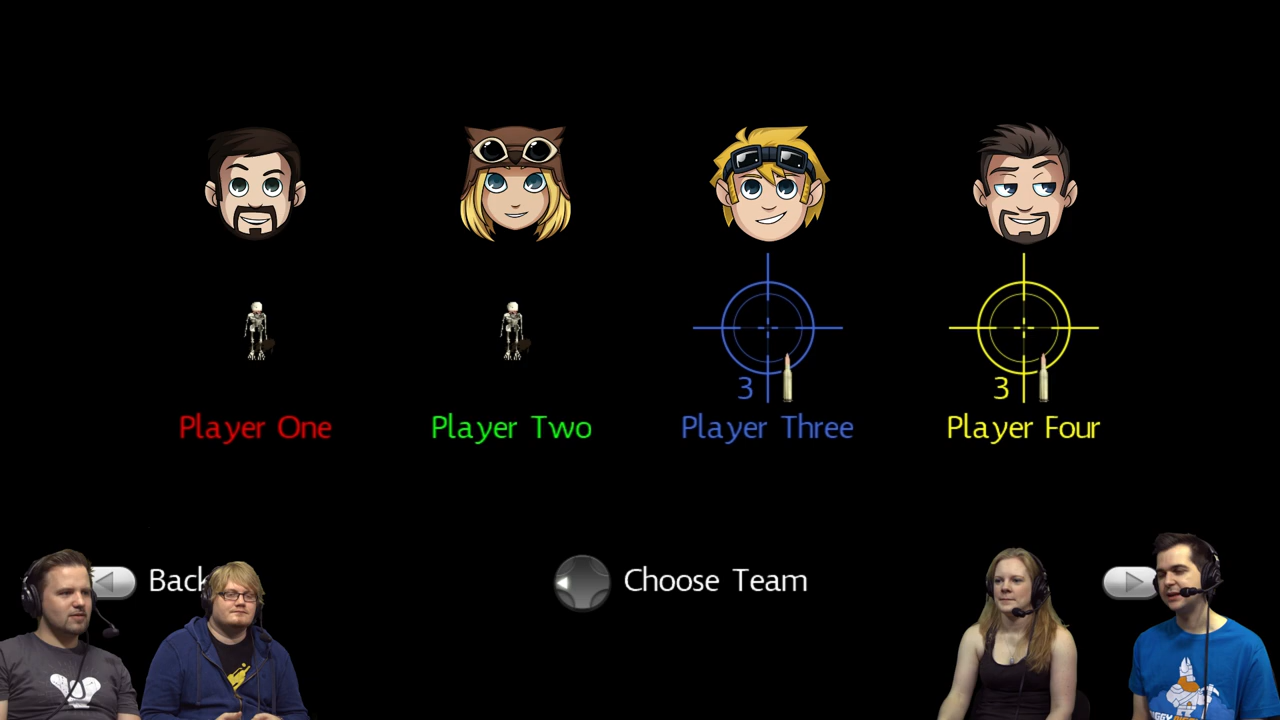 3
3
Player One
Player Two
Player Three
Player Four
Back
Choose Team